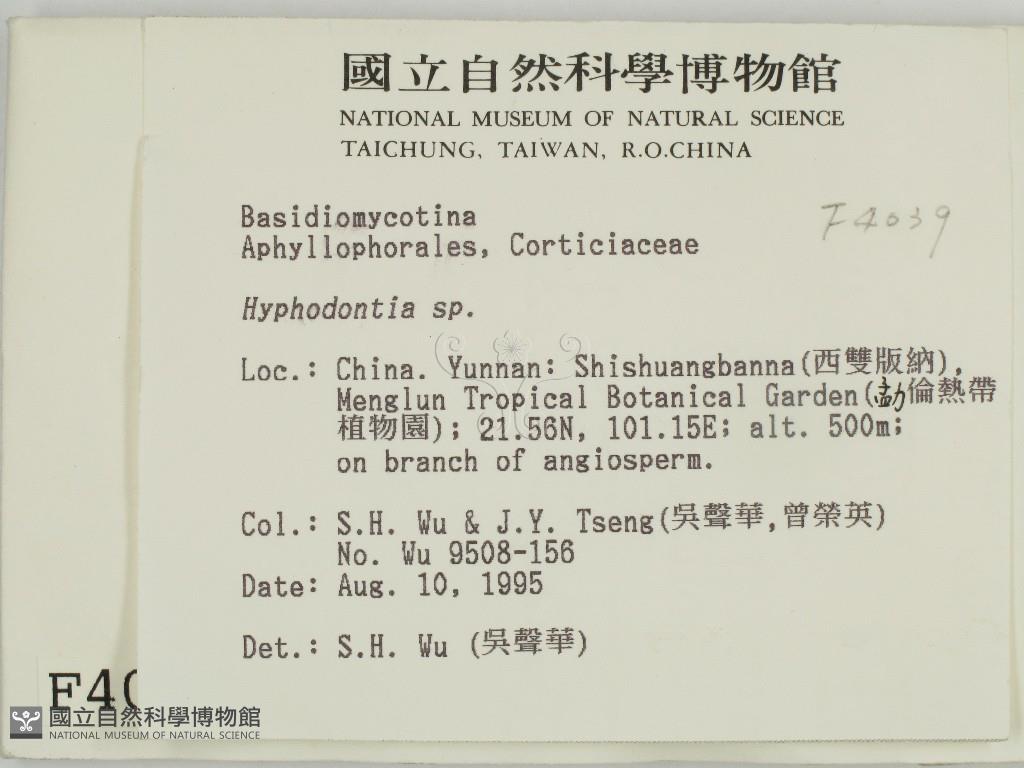 國立自然科學博物館
NATIONAL MUSEUM OF NATURAL SCIENCE
TAICHUNG, TAIWAN, R.O.CHINA
F4039
Basidiomycotina
Aphyllophorales, Corticiaceae
Hyphodontia sp.
Loc.: China. Yunnan: Shishuangbanna(西雙版納),
Menglun Tropical Botanical Garden(勐倫熱帶
植物園); 21.56N, 101.15E; alt. 500m;
on branch of angiosperm.
Col.: S.H. Wu & J.Y. Tseng(吳聲華,曾榮英)
No. Wu 9508-156
Date: Aug. 10, 1995
Det.: S.H. Wu (吳聲華)
F40
國立自然科學博物館
NATIONAL MUSEUM OF NATURAL SCIENCE